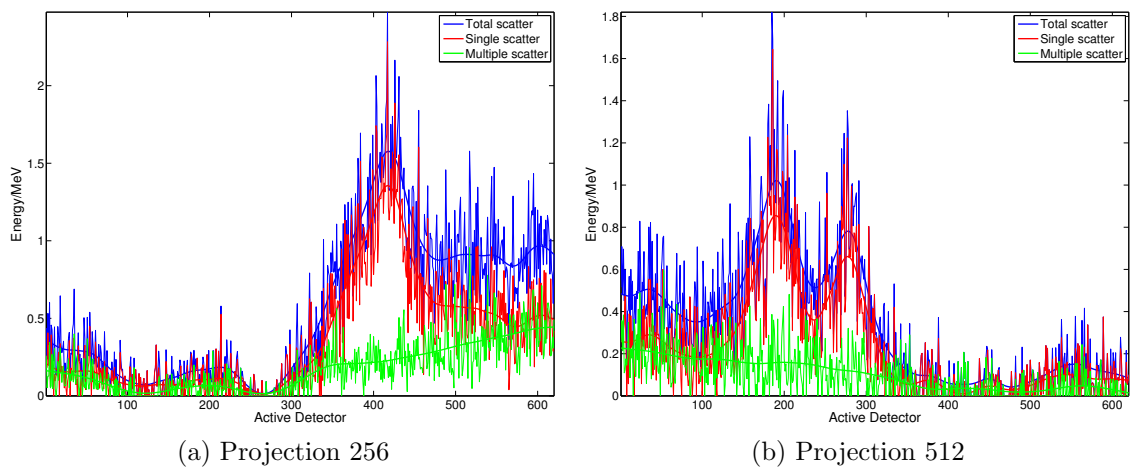 Total scatter
Single scatter
Multiple scatter
2
1.5
1
0.5
0
Energy/MeV
100
200
300
400
500
600
Active Detector
(a) Projection 256
Total scatter
Single scatter
Multiple scatter
1.8
1.6
1.4
1.2
1
0.8
0.6
0.4
0.2
0
Energy/MeV
100
200
300
400
500
600
Active Detector
(b) Projection 512